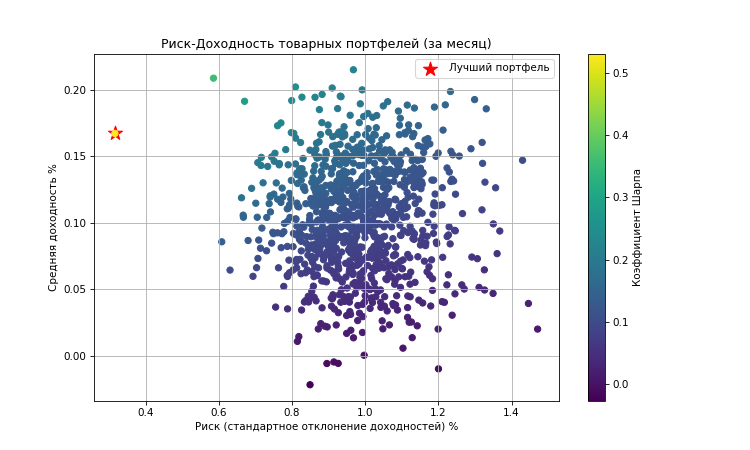 Риск-Доходность товарных портфелей (за месяц)
Лучший портфель
Средняя доходность %
0.20
0.15
0.10
0.05
0.00
0.4 0.6 0.8 1.0 1.2 1.4
Риск (стандартное отклонение доходностей) %
0.5
0.4
0.3
0.2
0.1
0.0
Коэффициент Шарпа